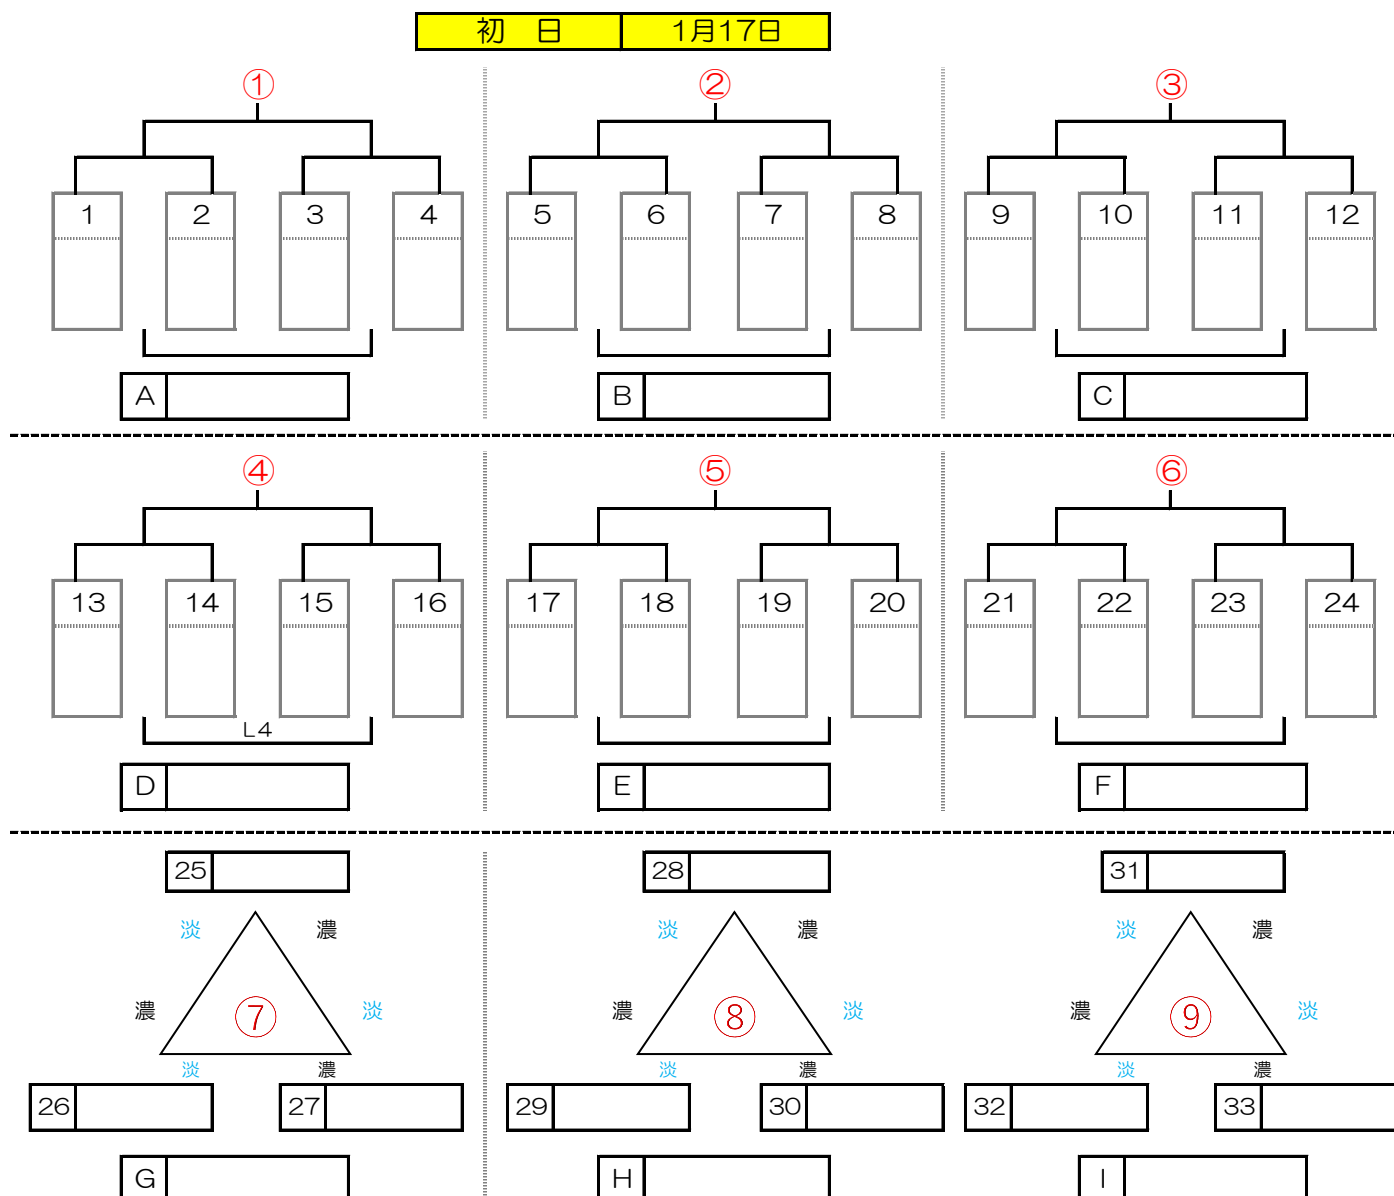 初 日 1月17日
① ② ③
1 2 3 4 5 6 7 8 9 10 11 12
A B C
④ ⑤ ⑥
13 14 15 16 17 18 19 20 21 22 23 24
L4
D E F
25 28 31
淡 濃 淡 濃 淡 濃
濃 ⑦ 淡 濃 ⑧ 淡 濃 ⑨ 淡
淡 濃 淡 濃 淡 濃
26 27 29 30 32 33
G H I